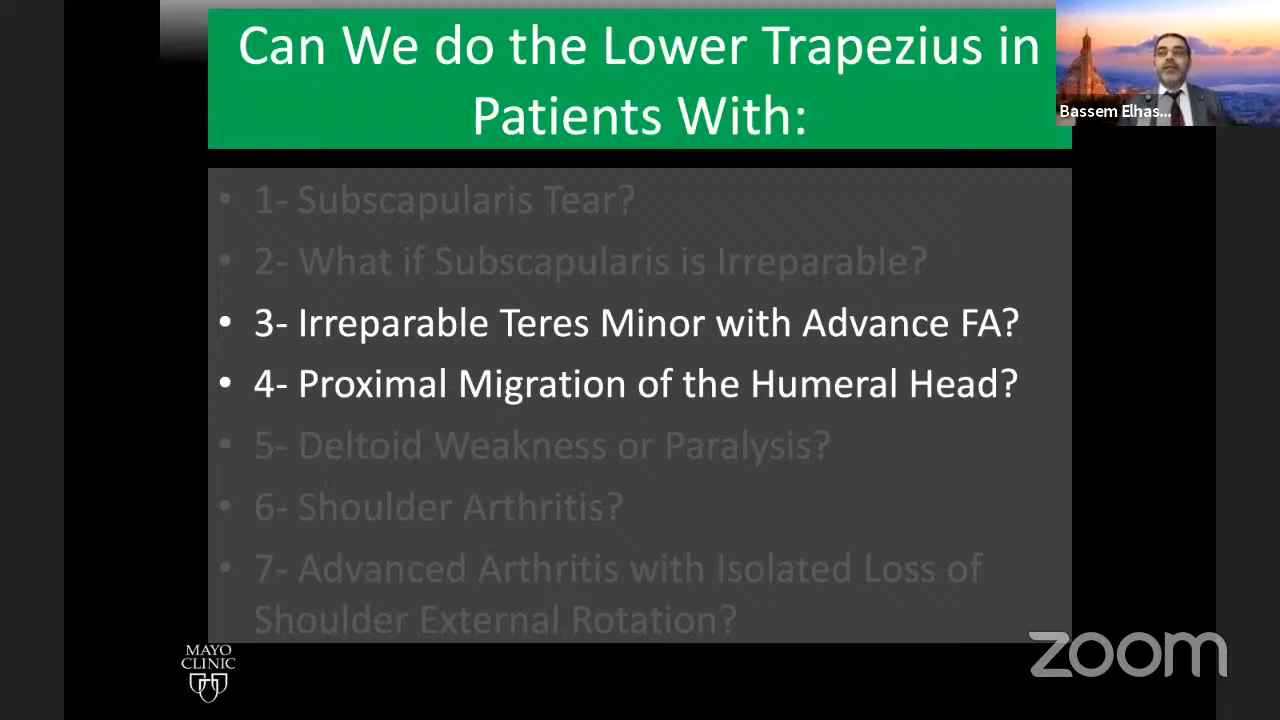 Can We do the Lower Trapezius in
Patients With:
Bassem Elhas...
• 1- Subscapularis Tear?
• 2- What if Subscapularis is Irreparable?
• 3- Irreparable Teres Minor with Advance FA?
• 4- Proximal Migration of the Humeral Head?
• 5- Deltoid Weakness or Paralysis?
• 6- Shoulder Arthritis?
• 7- Advanced Arthritis with Isolated Loss of
Shoulder External Rotation?
MAYO
CLINIC
zoom